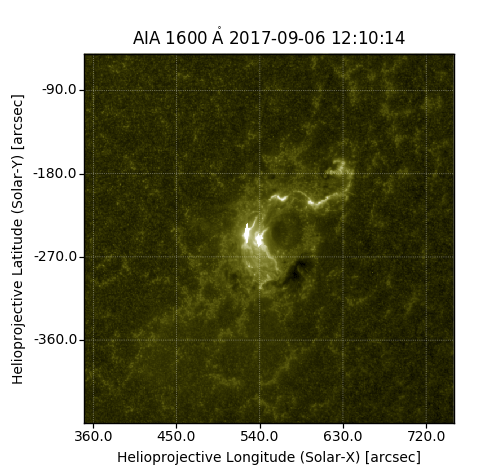 AIA 1600 Å 2017-09-06 12:10:14
Helioprojective Latitude (Solar-Y) [arcsec]
-90.0
-180.0
-270.0
-360.0
360.0 450.0 540.0 630.0 720.0
Helioprojective Longitude (Solar-X) [arcsec]